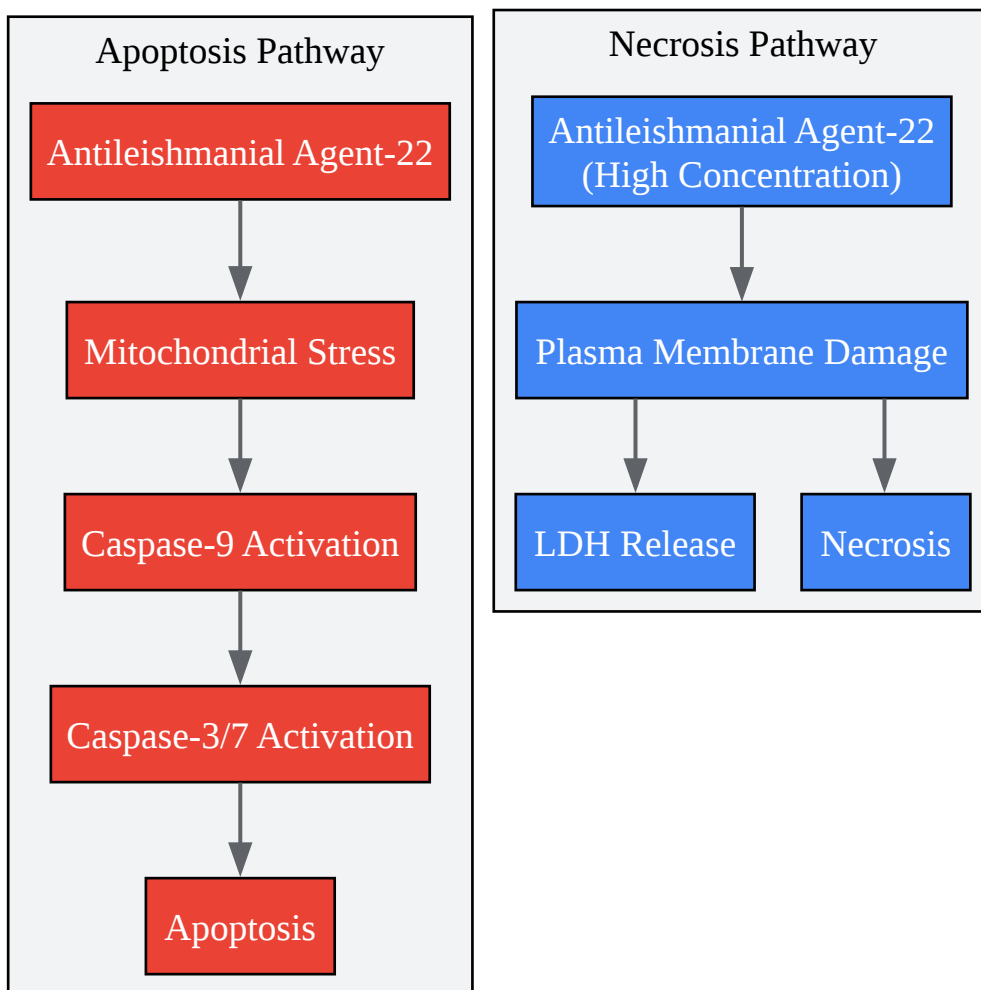 Apoptosis Pathway
Antileishmanial Agent-22
Mitochondrial Stress
Caspase-9 Activation
Caspase-3/7 Activation
Apoptosis
Necrosis Pathway
Antileishmanial Agent-22
(High Concentration)
Plasma Membrane Damage
LDH Release
Necrosis